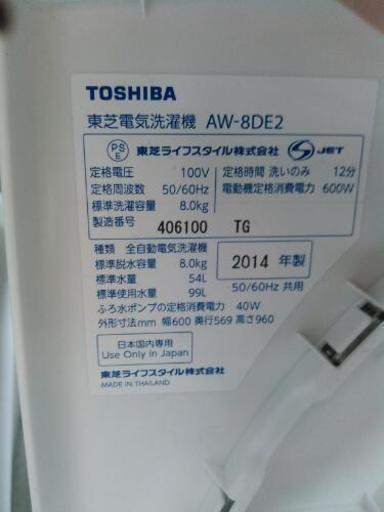 TOSHIBA
東芝電気洗濯機 AW-8DE2
PS E 東芝ライフスタイル株式会社 S JET
定格電圧 100V 定格時間 洗いのみ 12分
定格周波数 50/60Hz 電動機定格消費電力 600W
標準洗濯容量 8.0kg
製造番号 406100 TG
種類 全自動電気洗濯機
標準脱水容量 8.0kg 2014 年製
標準水量 54L
標準使用水量 99L 50/60Hz 共用
ふろ水ポンプの定格消費電力 40W
外形寸法mm 幅600 奥行569 高さ960
日本国内専用
Use Only in Japan
東芝ライフスタイル株式会社
MADE IN THAILAND